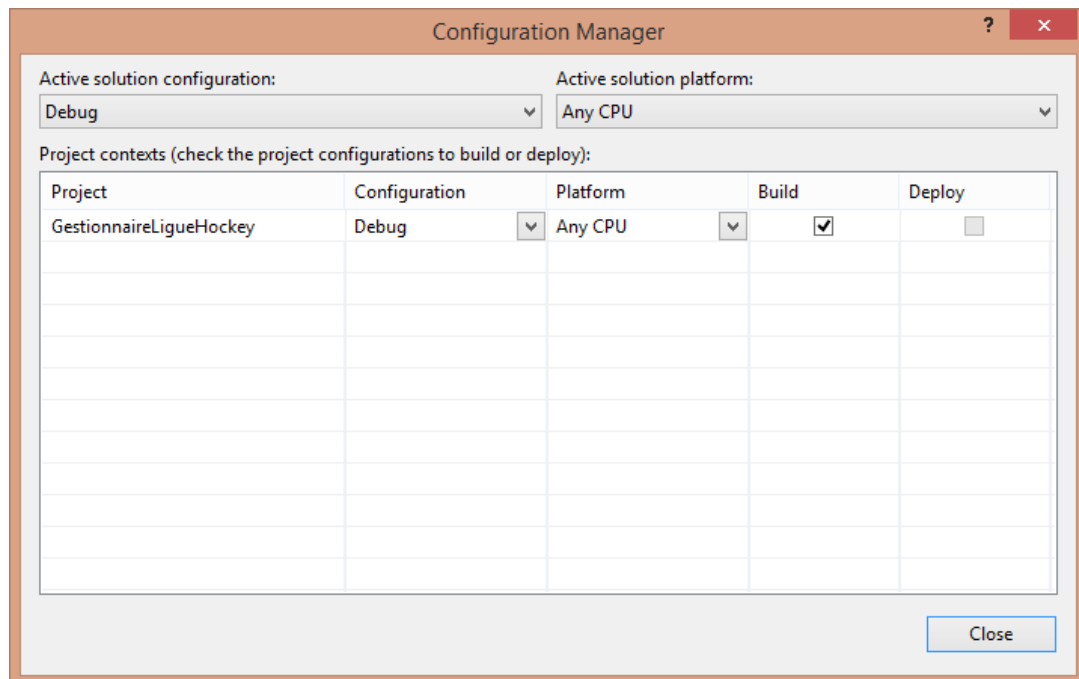 Configuration Manager
?
Active solution configuration: Active solution platform:
Debug Any CPU
Project contexts (check the project configurations to build or deploy):
Project Configuration Platform Build Deploy
GestionnaireLigueHockey Debug Any CPU
Close